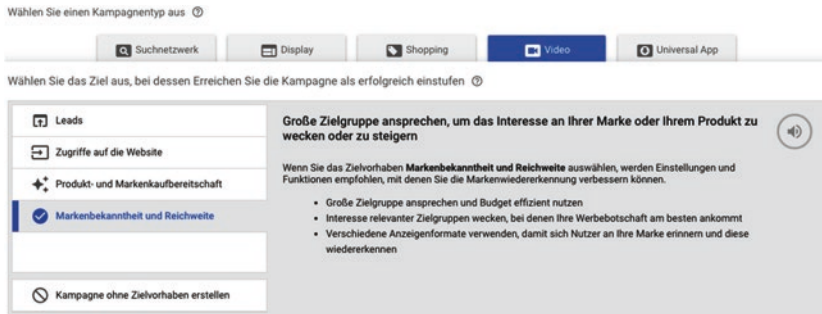 Wählen Sie einen Kampagnentyp aus
Suchnetzwerk
Display
Shopping
Video
Universal App
Wählen Sie das Ziel aus, bei dessen Erreichen Sie die Kampagne als erfolgreich einstufen
Leads
Zugriffe auf die Website
Produkt- und Markenkaufbereitschaft
Markenbekanntheit und Reichweite
Kampagne ohne Zielvorhaben erstellen
Große Zielgruppe ansprechen, um das Interesse an Ihrer Marke oder Ihrem Produkt zu
wecken oder zu steigern
Wenn Sie das Zielvorhaben Markenbekanntheit und Reichweite auswählen, werden Einstellungen und
Funktionen empfohlen, mit denen Sie die Markenwiedererkennung verbessern können.
• Große Zielgruppe ansprechen und Budget effizient nutzen
• Interesse relevanter Zielgruppen wecken, bei denen Ihre Werbebotschaft am besten ankommt
• Verschiedene Anzeigenformate verwenden, damit sich Nutzer an Ihre Marke erinnern und diese
wiedererkennen